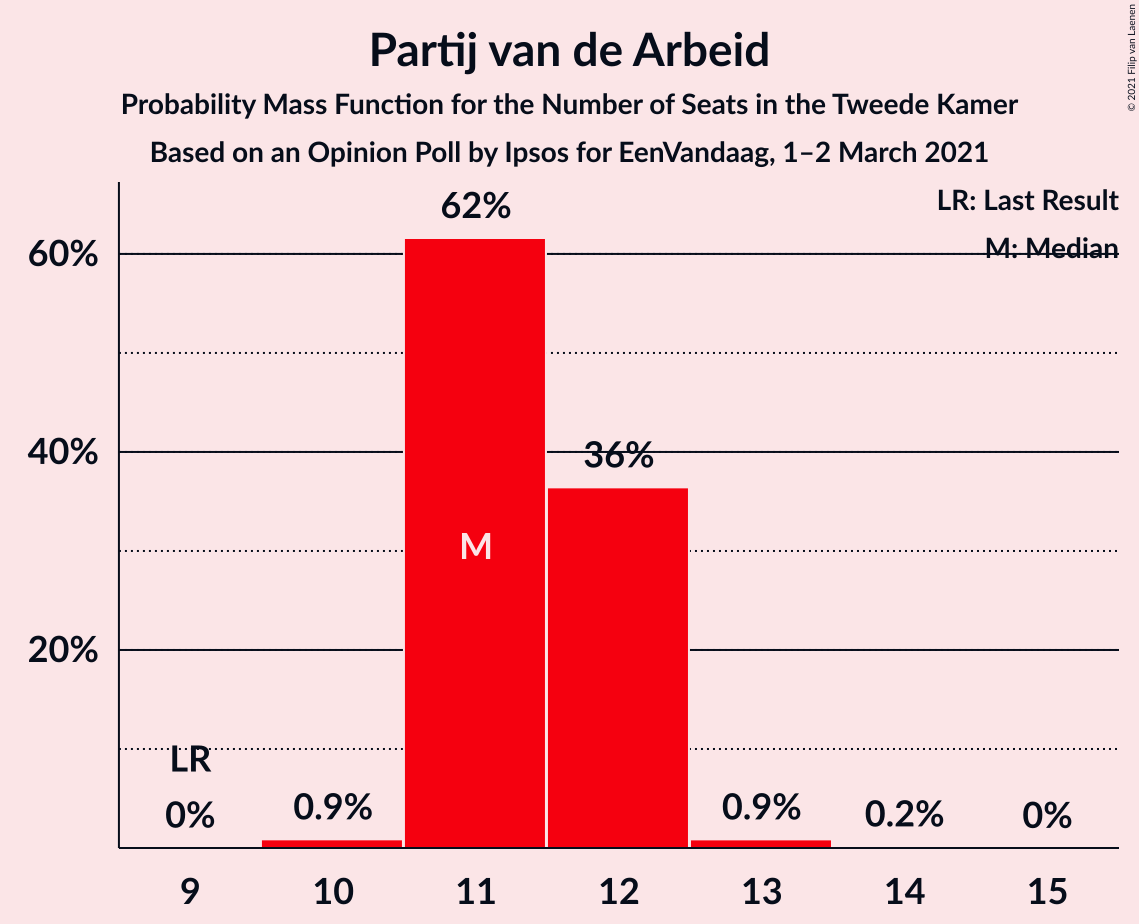 Partij van de Arbeid
Probability Mass Function for the Number of Seats in the Tweede Kamer
Based on an Opinion Poll by Ipsos for EenVandaag, 1–2 March 2021
© 2021 Filip van Laenen
LR: Last Result
M: Median
60%
40%
20%
62%
36%
M
LR
0%
0.9%
0.9%
0.2%
0%
9 10 11 12 13 14 15